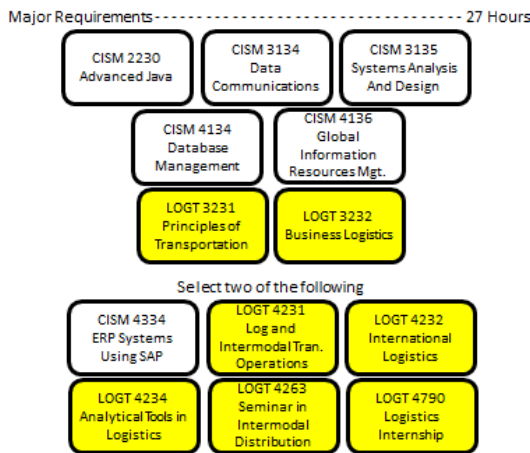 Major Requirements---------------------------------- 27 Hours
CISM 2230
Advanced Java
CISM 3134
Data
Communications
CISM 3135
Systems Analysis
And Design
CISM 4134
Database
Management
CISM 4136
Global
Information
Resources Mgt.
LOGT 3231
Principles of
Transportation
LOGT 3232
Business Logistics
Select two of the following
CISM 4334
ERP Systems
Using SAP
LOGT 4231
Log and
Intermodal Tran.
Operations
LOGT 4232
International
Logistics
LOGT 4234
Analytical Tools in
Logistics
LOGT 4263
Seminar in
Intermodal
Distribution
LOGT 4790
Logistics
Internship